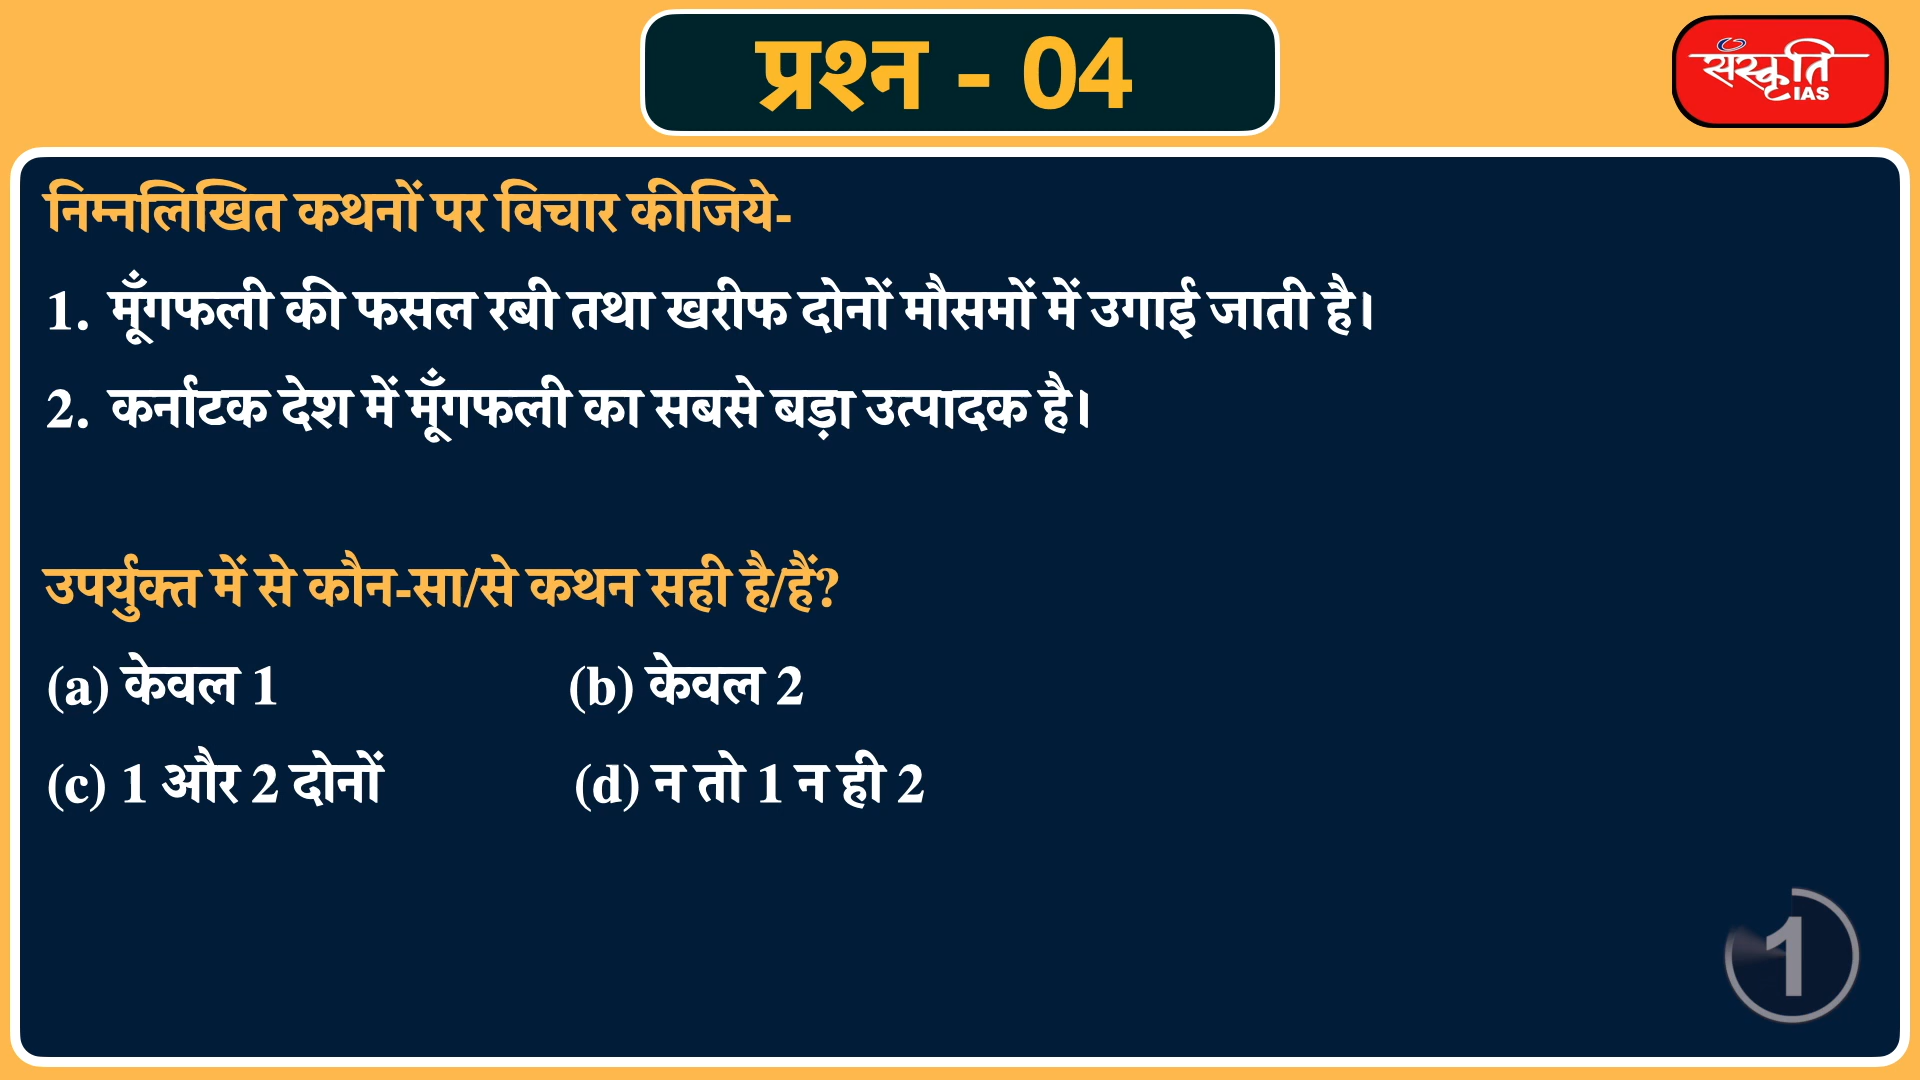 प्रश्न - 04
संस्कृति
IAS
निम्नलिखित कथनों पर विचार कीजिये-
1. मूँगफली की फसल रबी तथा खरीफ दोनों मौसमों में उगाई जाती है।
2. कर्नाटक देश में मूँगफली का सबसे बड़ा उत्पादक है।
उपर्युक्त में से कौन-सा/से कथन सही है/हैं?
(a) केवल 1 (b) केवल 2
(c) 1 और 2 दोनों (d) न तो 1 न ही 2
1